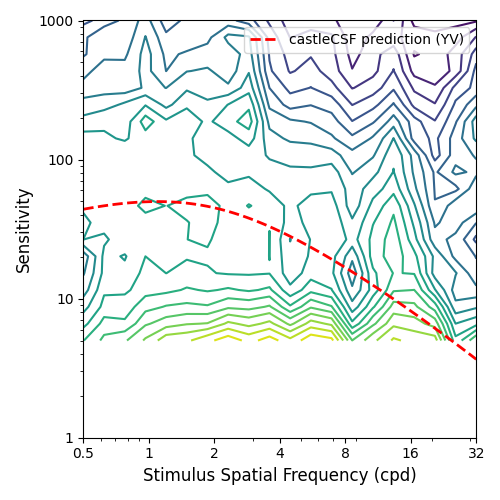 1000
castleCSF prediction (YV)
100
10
1
Sensitivity
0.5 1 2 4 8 16 32
Stimulus Spatial Frequency (cpd)